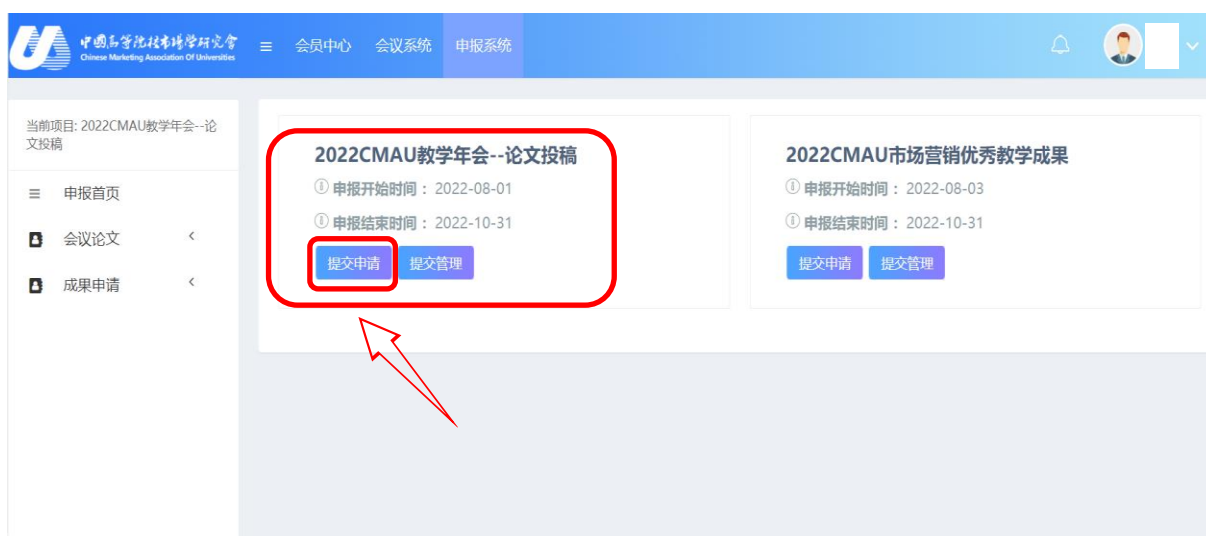 中国高等院校市场学研究会
Chinese Marketing Association Of Universities
会员中心 会议系统 申报系统
当前项目: 2022CMAU教学年会--论
文投稿
申报首页
会议论文
成果申请
2022CMAU教学年会--论文投稿
申报开始时间: 2022-08-01
申报结束时间: 2022-10-31
提交申请 提交管理
2022CMAU市场营销优秀教学成果
申报开始时间: 2022-08-03
申报结束时间: 2022-10-31
提交申请 提交管理